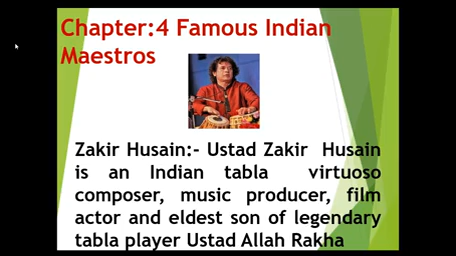 Chapter:4 Famous Indian
Maestros
Zakir Husain:- Ustad Zakir Husain
is an Indian tabla virtuoso
composer, music producer, film
actor and eldest son of legendary
tabla player Ustad Allah Rakha